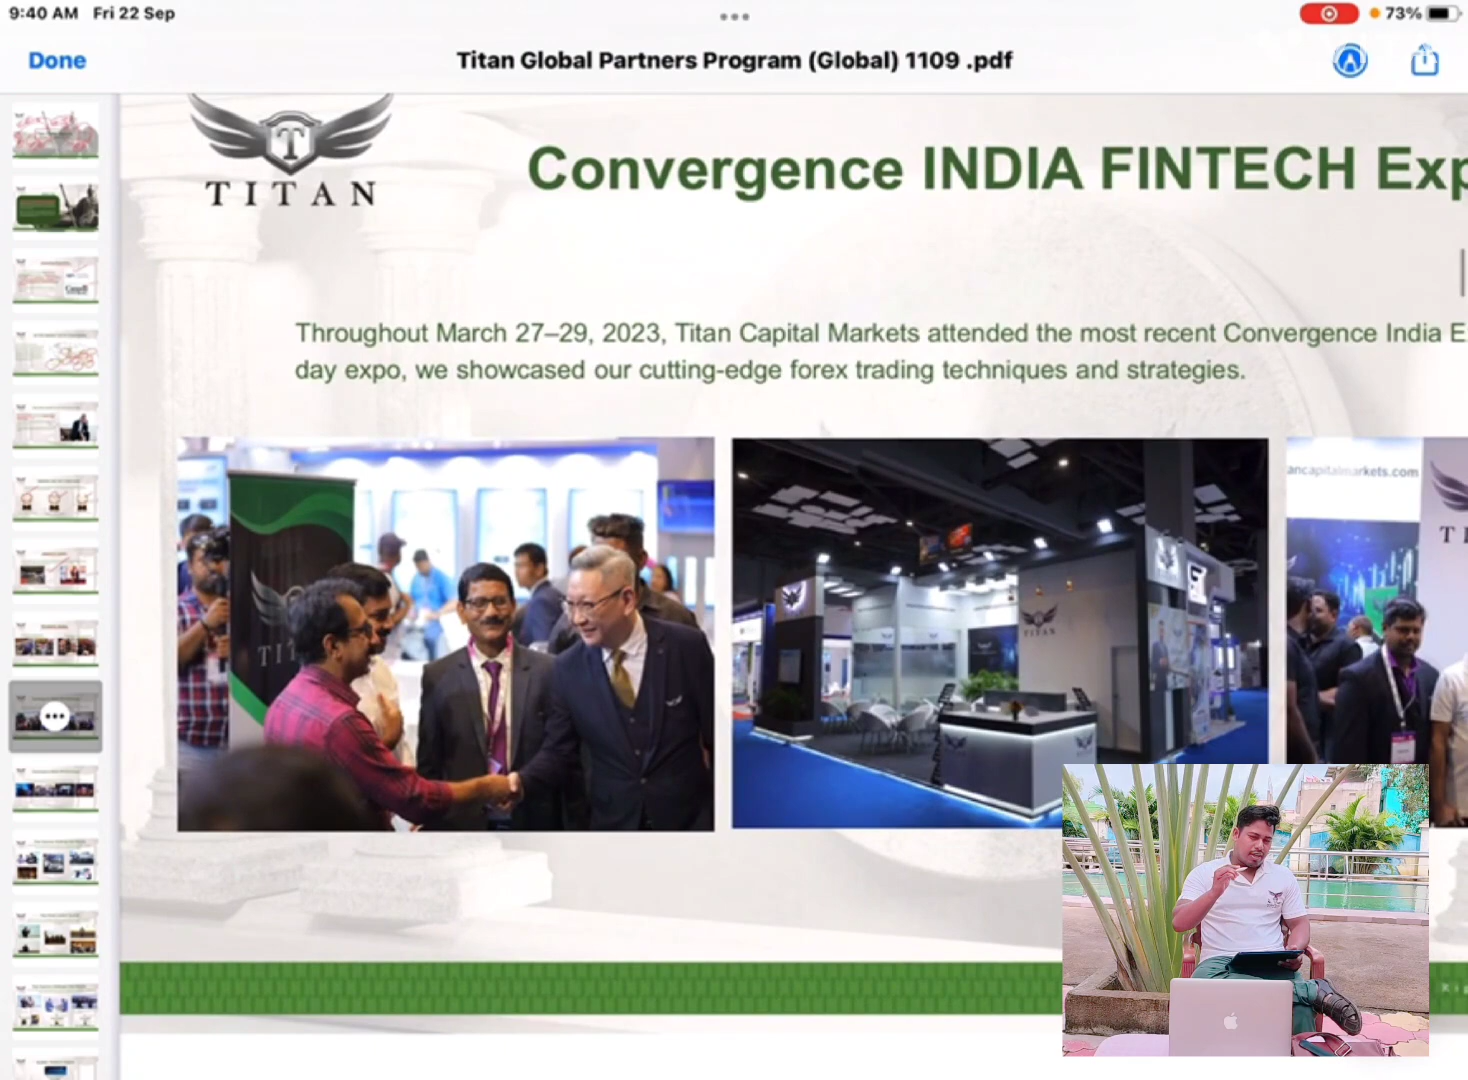 9:40 AM Fri 22 Sep
73%
Done
Titan Global Partners Program (Global) 1109 .pdf
T
TITAN
Convergence INDIA FINTECH Exp
Throughout March 27–29, 2023, Titan Capital Markets attended the most recent Convergence India E
day expo, we showcased our cutting-edge forex trading techniques and strategies.
ancapitalmarkets.com
TITAN